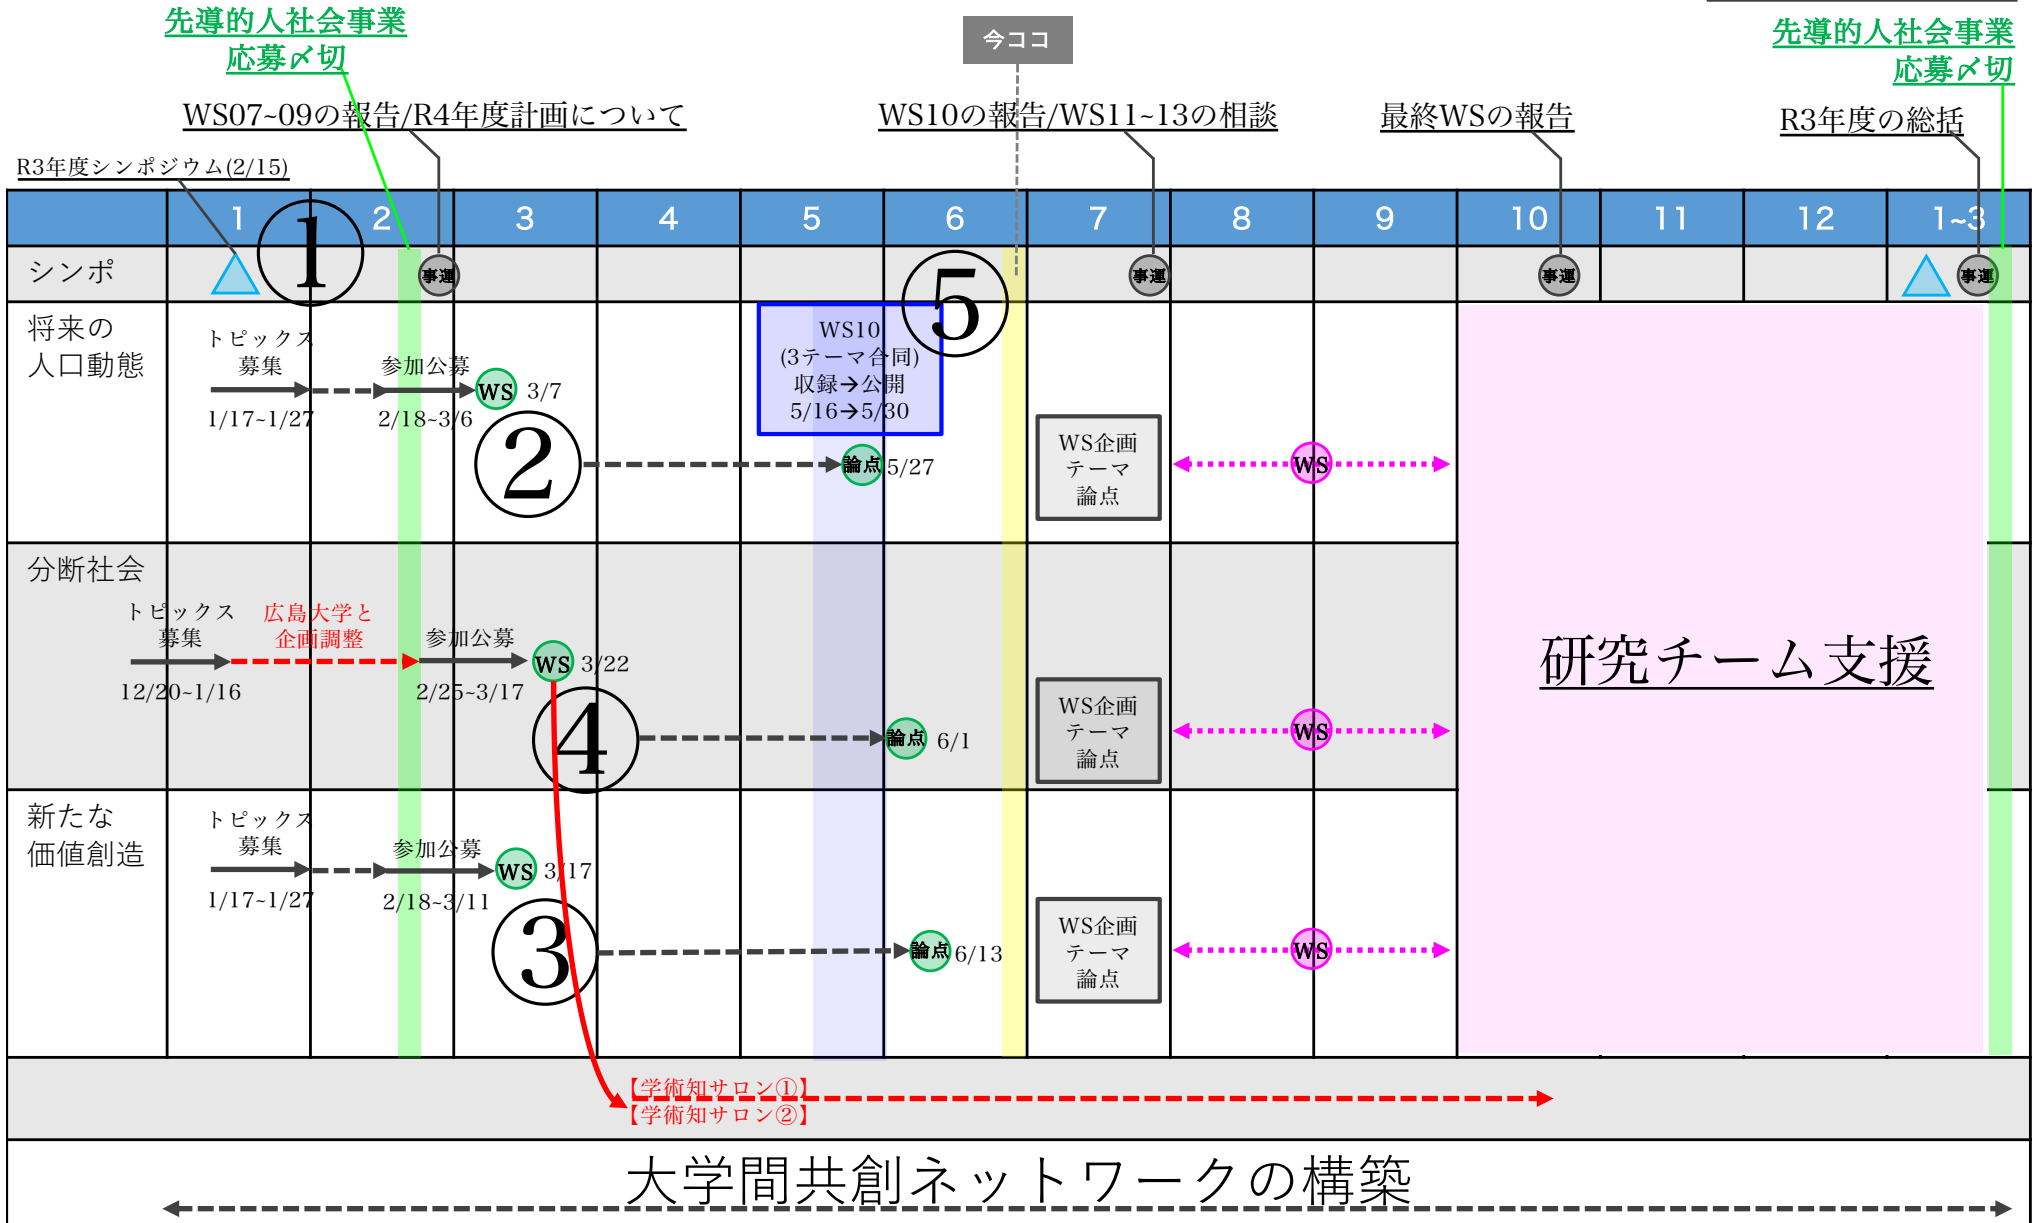 先導的人社会事業
応募〆切
今ココ
先導的人社会事業
応募〆切
WS07~09の報告/R4年度計画について
WS10の報告/WS11~13の相談
最終WSの報告
R3年度の総括
R3年度シンポジウム(2/15)
1 2 3 4 5 6 7 8 9 10 11 12 1~3
①
シンポ
事運
⑤
事運
事運
事運
将来の
人口動態
トピックス
募集
1/17~1/27
参加公募
2/18~3/6
WS 3/7
②
WS10
(3テーマ合同)
収録→公開
5/16→5/30
論点 5/27
WS企画
テーマ
論点
WS
分断社会
トピックス
募集
12/20~1/16
広島大学と
企画調整
参加公募
2/25~3/17
WS 3/22
④
論点 6/1
WS企画
テーマ
論点
WS
研究チーム支援
新たな
価値創造
トピックス
募集
1/17~1/27
参加公募
2/18~3/11
WS 3/17
③
論点 6/13
WS企画
テーマ
論点
WS
【学術知サロン①】
【学術知サロン②】
大学間共創ネットワークの構築